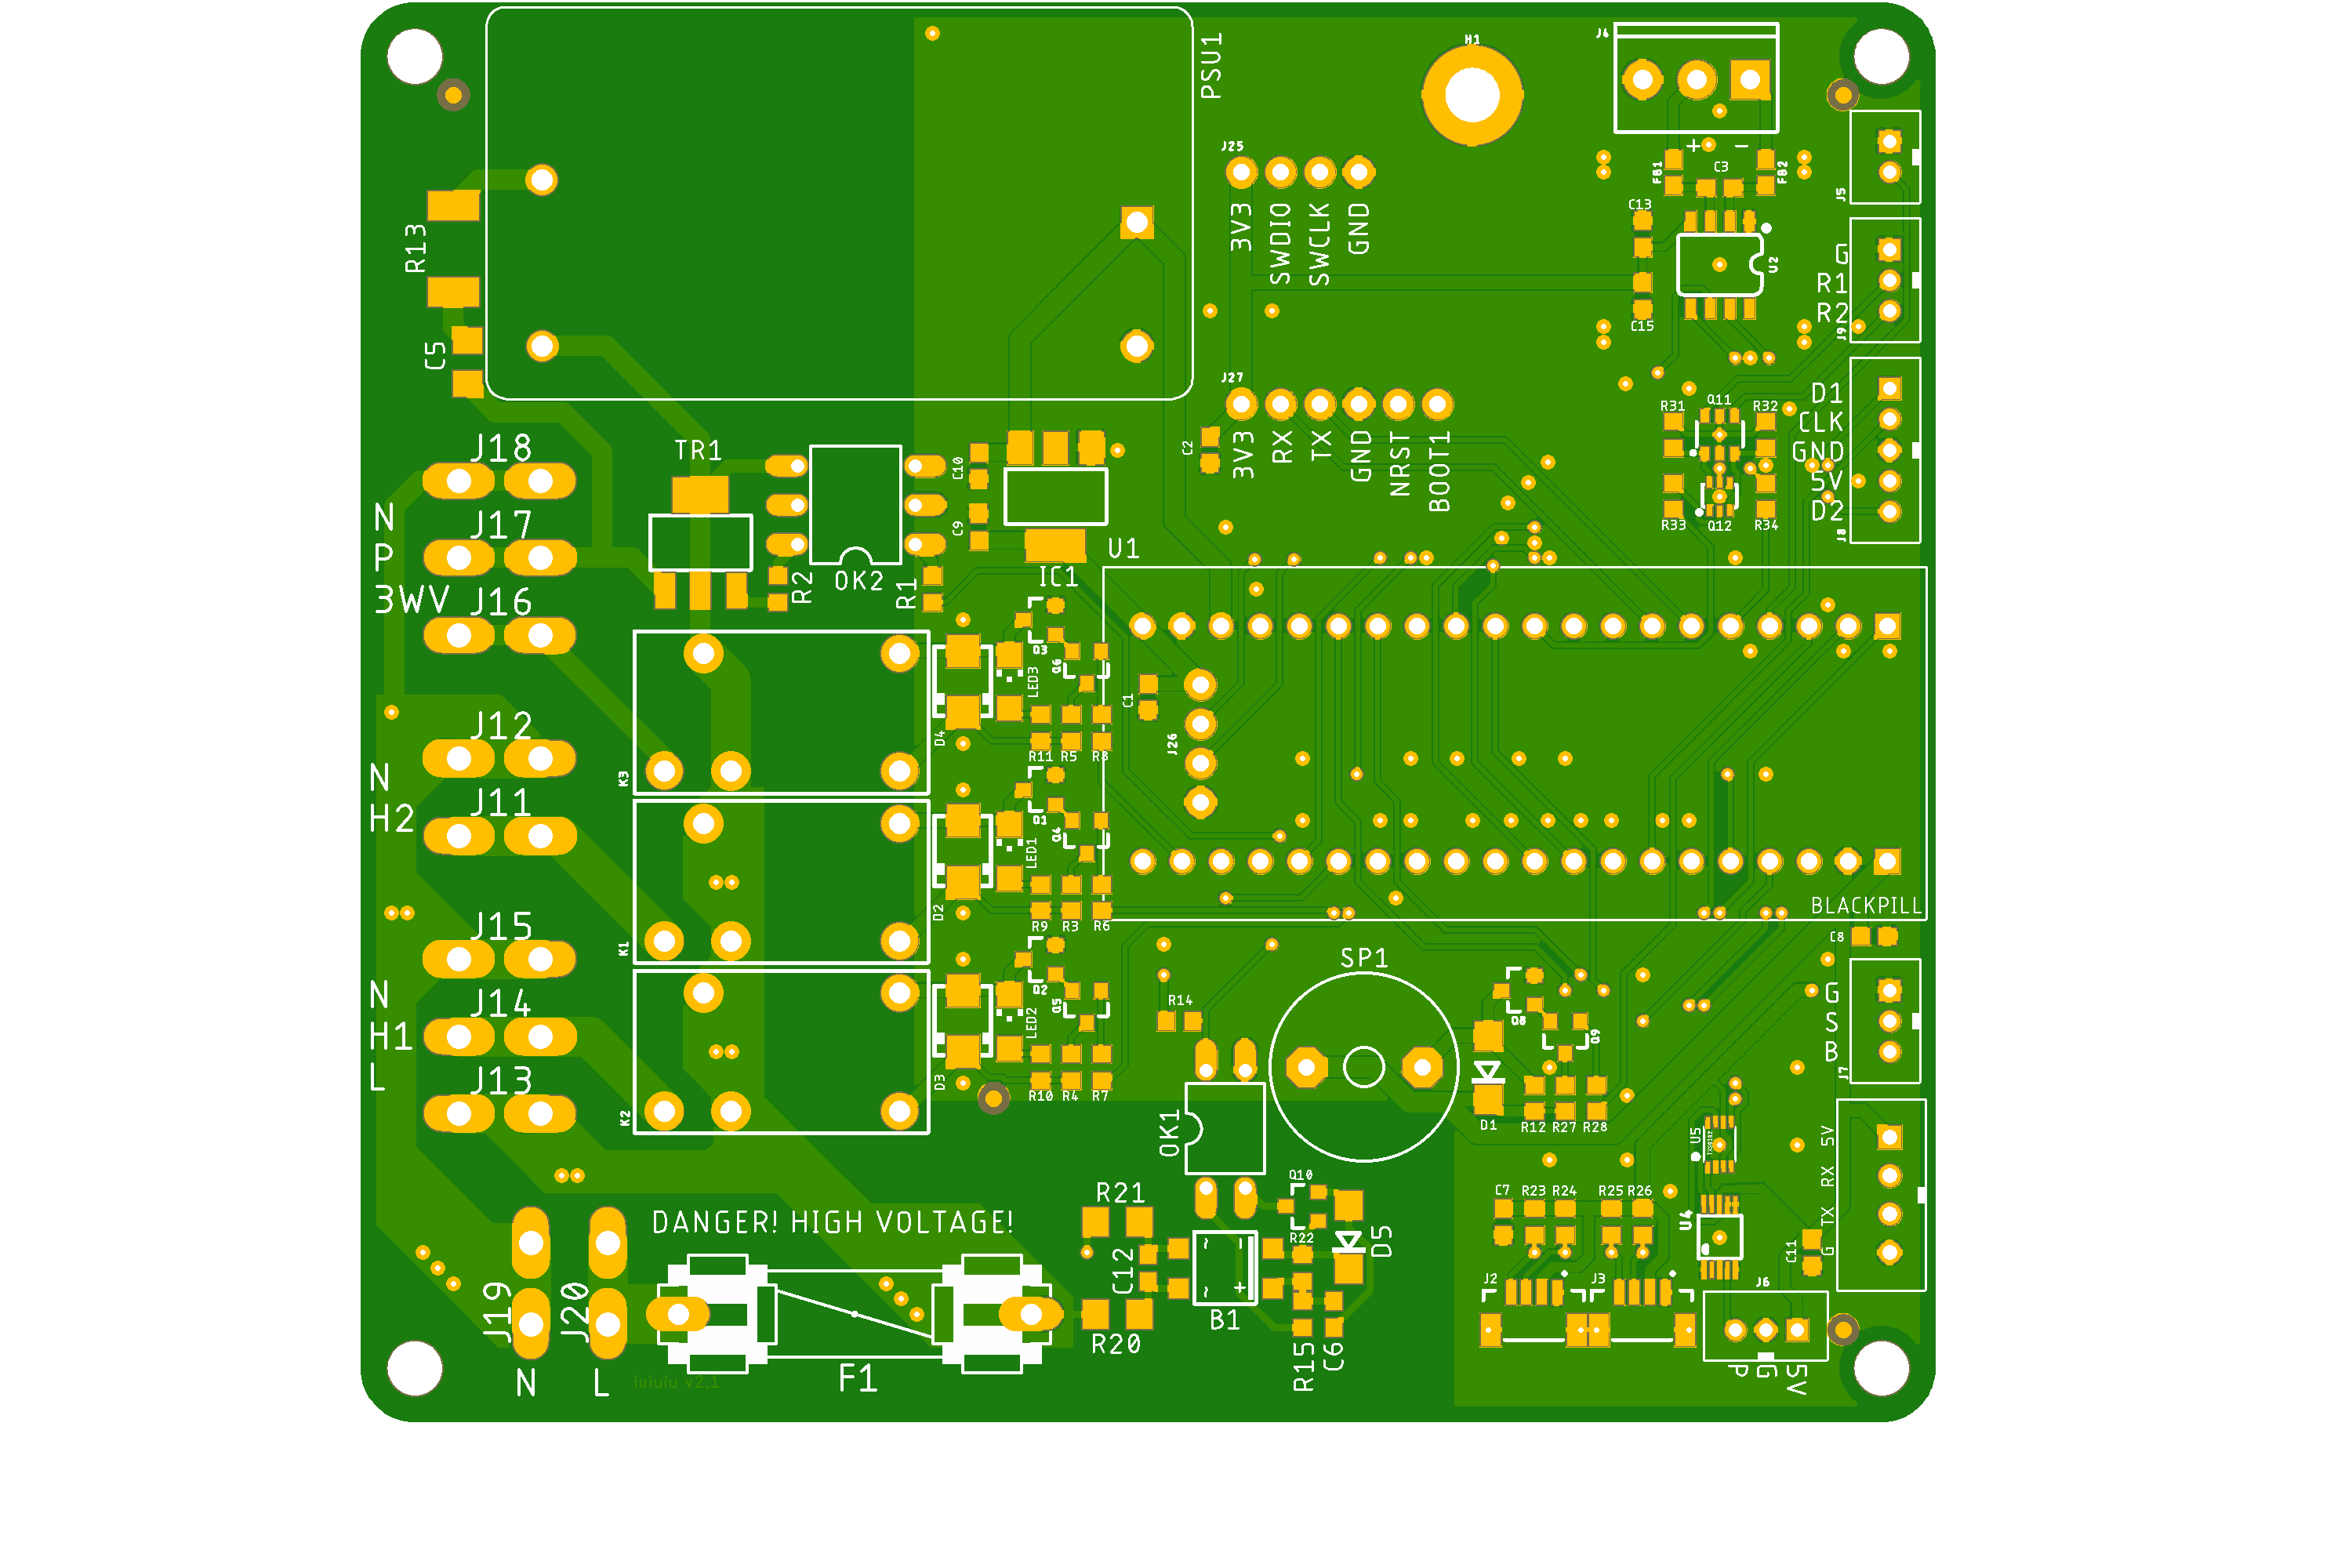 PSU1
H1
J4
J25
3V3
SWDIO
SWCLK
GND
+
−
FB1
C3
FB2
J5
C13
U2
C15
G
R1
R2
J9
R13
C5
J27
3V3
RX
TX
GND
NRST
BOOT1
C2
R31
Q11
R32
R33
Q12
R34
D1
CLK
GND
5V
D2
J8
J18
N
J17
P
J16
3WV
TR1
R2
OK2
R1
C10
C9
IC1
U1
Q3
Q6
LED3
D4
R11
R5
R8
K3
C1
J26
J12
N
J11
H2
Q1
Q4
LED1
D2
R9
R3
R6
K1
BLACKPILL
C8
J15
N
J14
H1
J13
L
Q2
Q5
LED2
D3
R10
R4
R7
K2
R14
SP1
Q8
Q9
D1
R12
R27
R28
G
S
B
J7
OK1
U5
5V
RX
TX
G
DANGER! HIGH VOLTAGE!
R21
C12
R20
B1
~
−
~
+
Q10
R22
D5
R15
C6
C7
R23
R24
R25
R26
U4
C11
J2
J3
J6
P
G
5V
J19
J20
N
L
F1
iuiulu v2.1